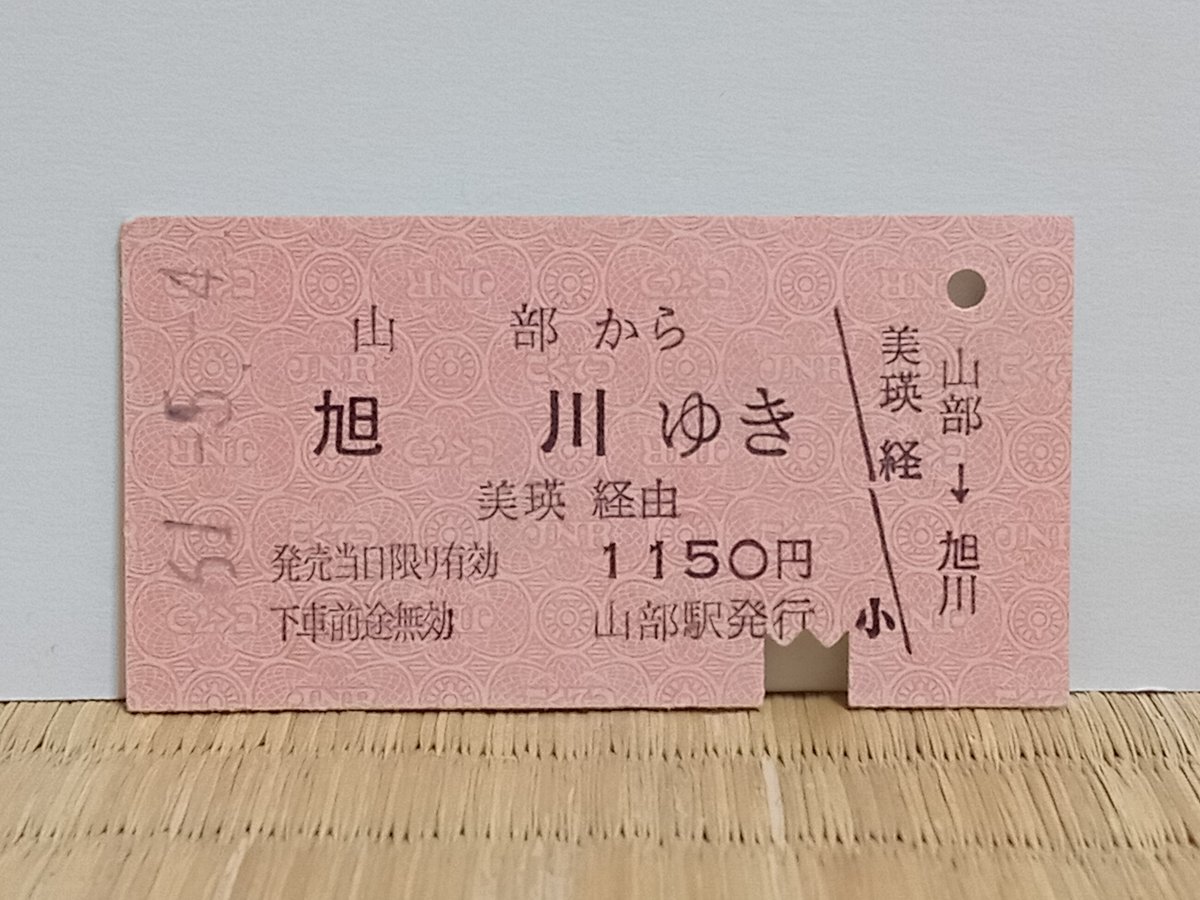 61.-5.-4
山 部 から
旭 川 ゆき
美瑛 経由
発売当日限り有効 1150円
下車前途無効 山部駅発行
小
美瑛 経
山部→旭川
JNR